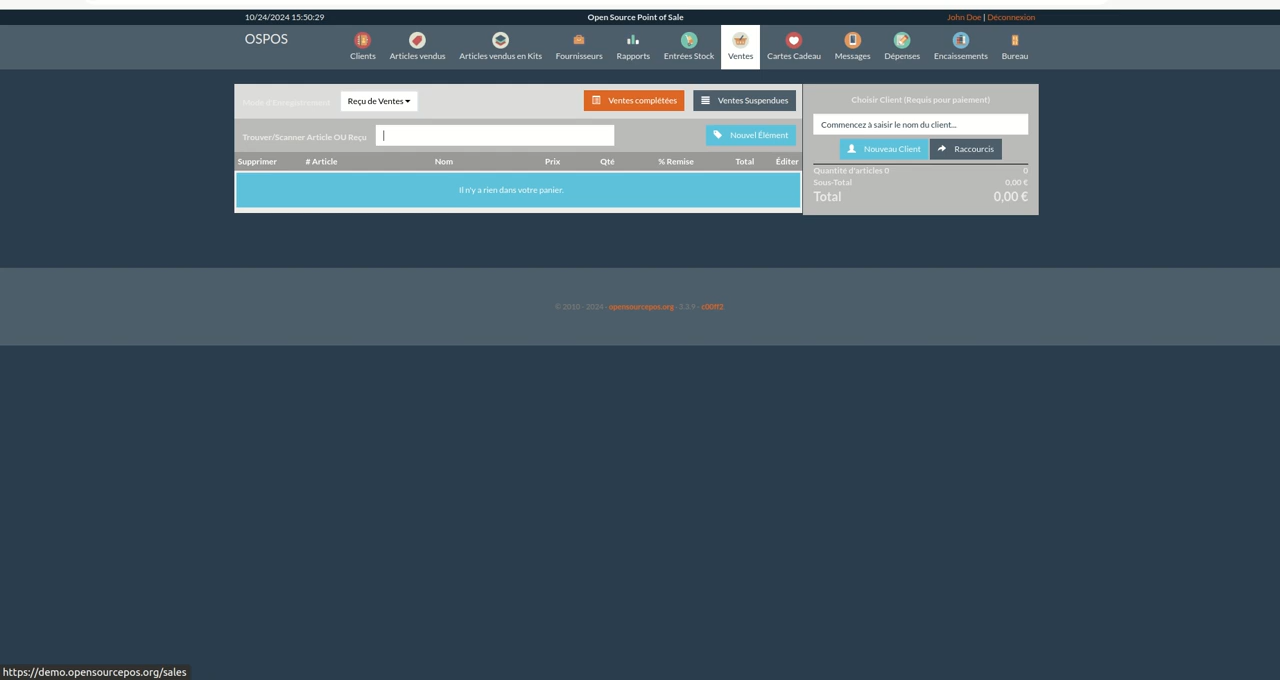 10/24/2024 15:50:29 Open Source Point of Sale John Doe | Déconnexion
OSPOS
Clients Articles vendus Articles vendus en Kits Fournisseurs Rapports Entrées Stock Ventes Cartes Cadeau Messages Dépenses Encaissements Bureau
Mode d'Enregistrement Reçu de Ventes Ventes complétées Ventes Suspendues
Trouver/Scanner Article OU Reçu Nouvel Élément
Supprimer # Article Nom Prix Qté % Remise Total Éditer
Il n'y a rien dans votre panier.
Choisir Client (Requis pour paiement)
Commencez à saisir le nom du client...
Nouveau Client Raccourcis
Quantité d'articles 0 0
Sous-Total 0,00 €
Total 0,00 €
© 2010 - 2024 · opensourcepos.org · 3.3.9 - e00ff2
https://demo.opensourcepos.org/sales